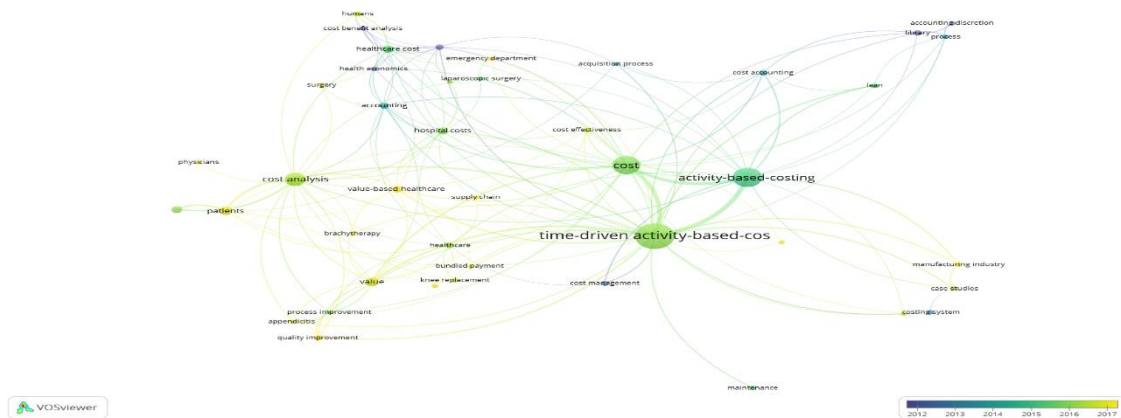 humans
accounting discretion
cost benefit analysis
library
process
healthcare cost
emergency department
acquisition process
health economics
cost accounting
laparoscopic surgery
surgery
lean
accounting
hospital costs
cost effectiveness
physicians
cost
cost analysis
activity-based-costing
value-based healthcare
supply chain
patients
brachytherapy
time-driven activity-based-cos
healthcare
bundled payment
manufacturing industry
value
knee replacement
cost management
case studies
process improvement
costing system
appendicitis
quality improvement
maintenance
VOSviewer
2012 2013 2014 2015 2016 2017